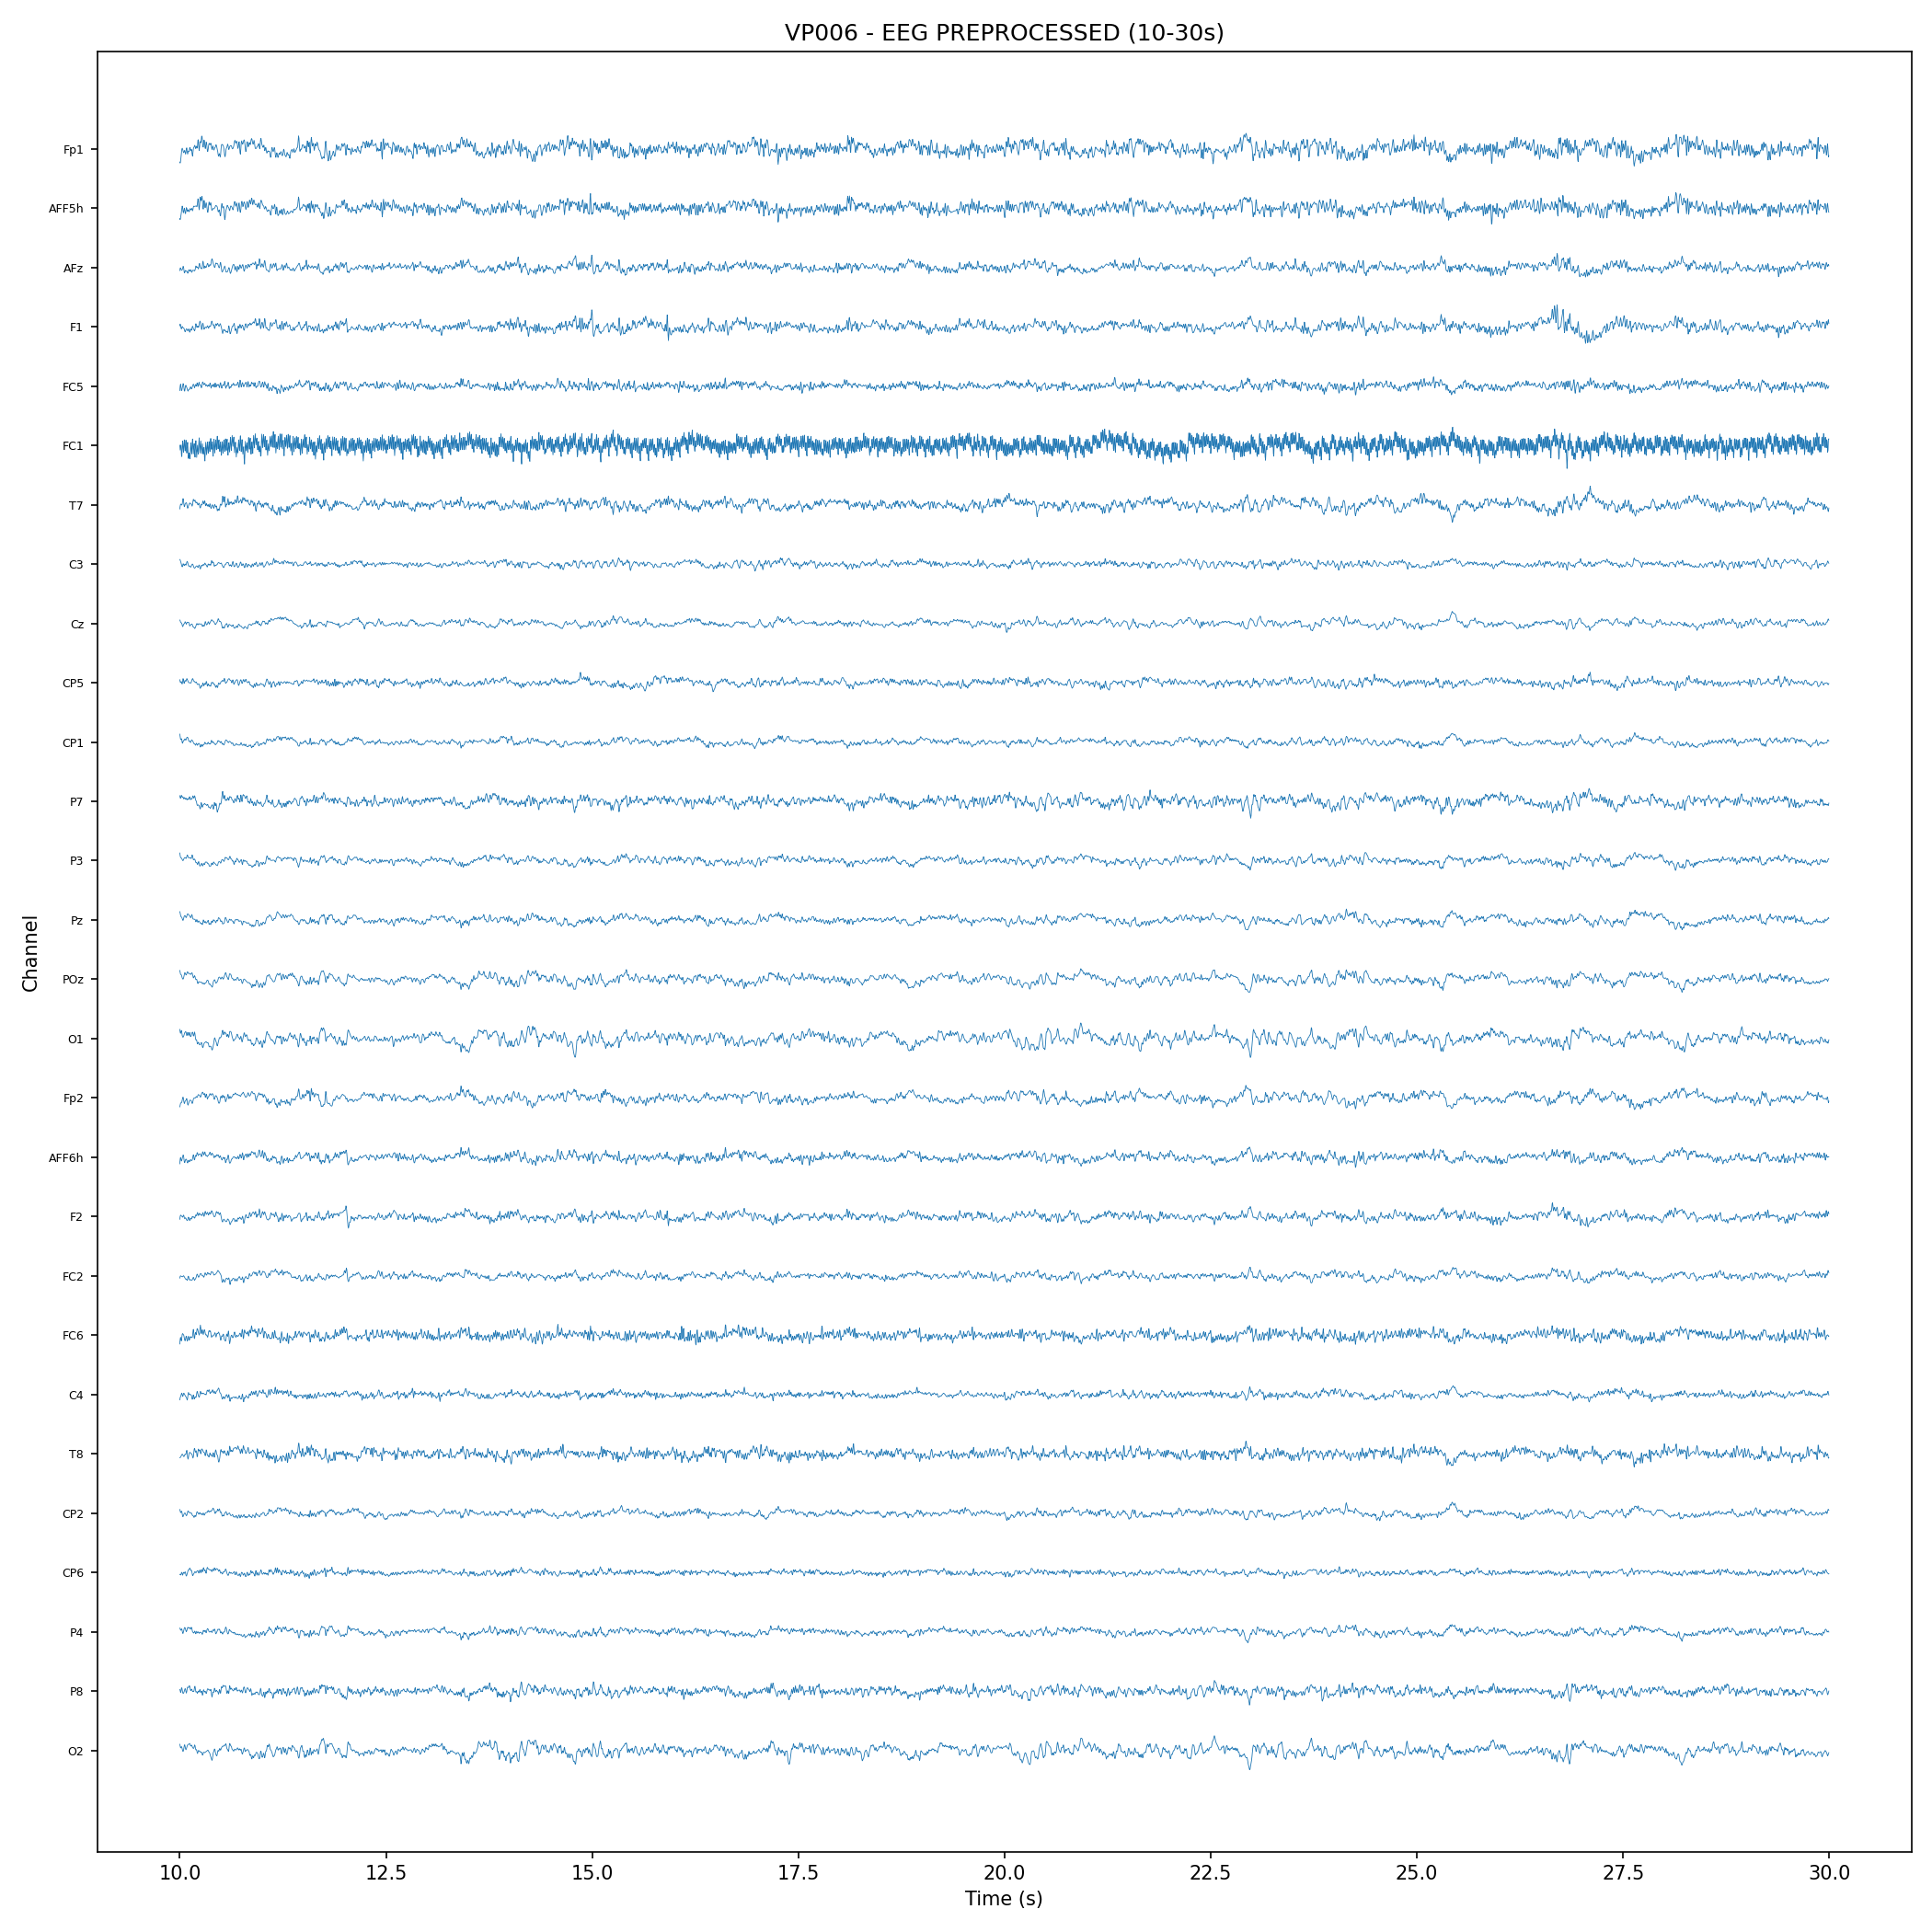 VP006 - EEG PREPROCESSED (10-30s)
Fp1
AFF5h
AFz
F1
FC5
FC1
T7
C3
Cz
CP5
CP1
P7
P3
Pz
POz
O1
Fp2
AFF6h
F2
FC2
FC6
C4
T8
CP2
CP6
P4
P8
O2
Channel
10.0 12.5 15.0 17.5 20.0 22.5 25.0 27.5 30.0
Time (s)